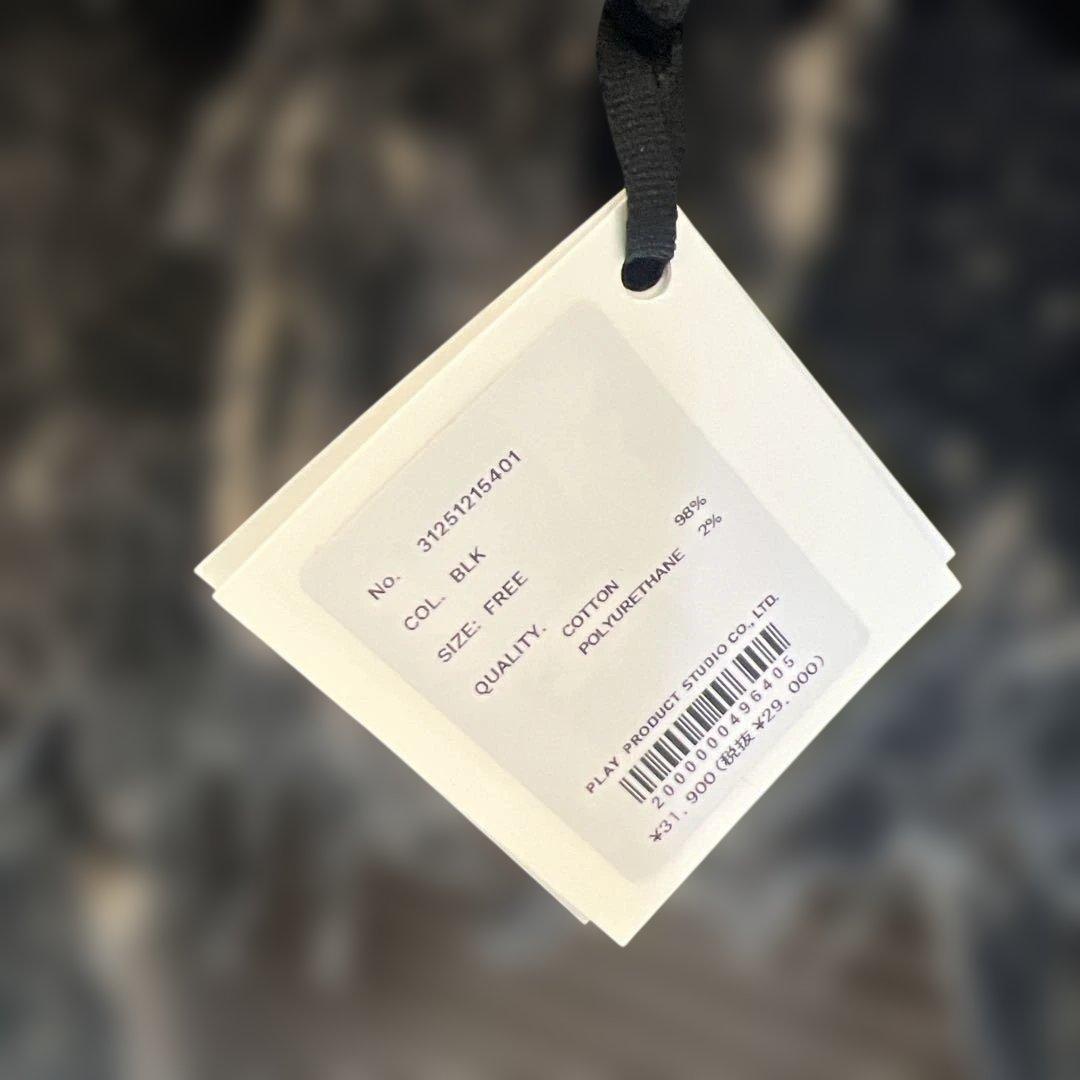 No. 31251215401
COL. BLK
SIZE: FREE
QUALITY. COTTON 98%
POLYURETHANE 2%
PLAY PRODUCT STUDIO CO., LTD.
2000000496405
¥31.900(税抜 ¥29.000)